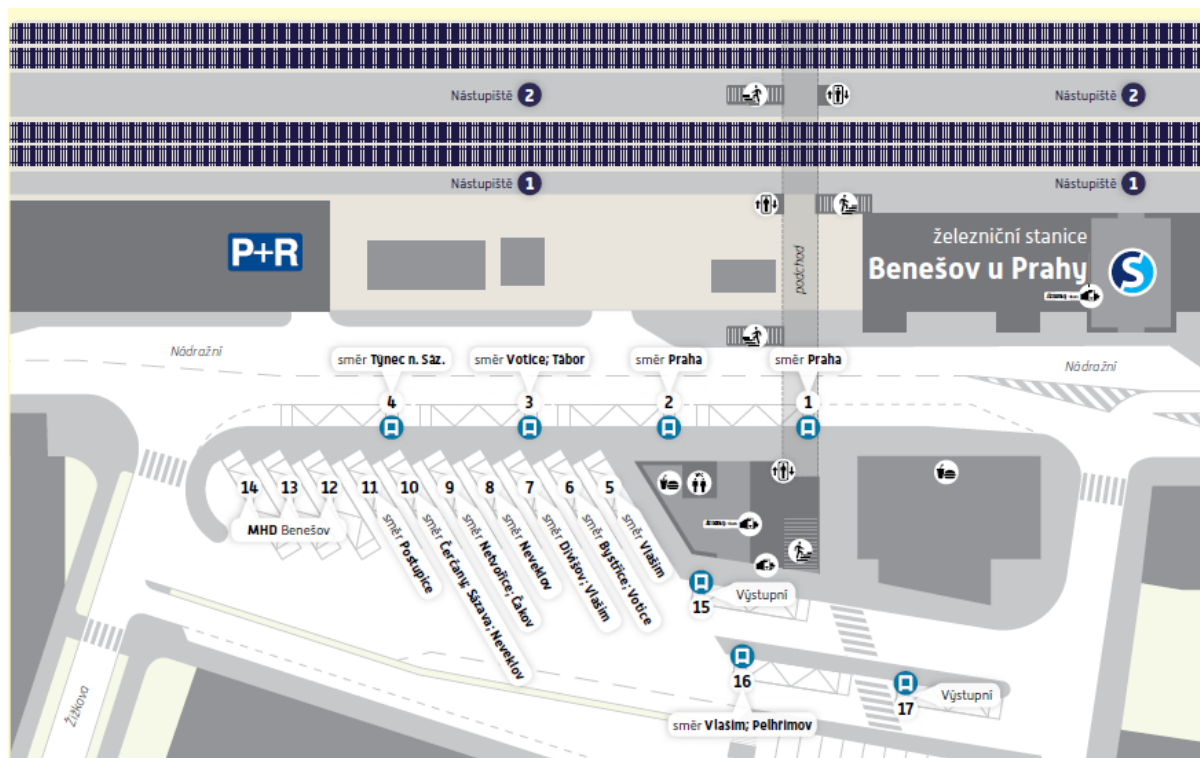 Nástupiště 2
Nástupiště 2
Nástupiště 1
Nástupiště 1
P+R
podchod
železniční stanice
Benešov u Prahy
S
Nádražní
Nádražní
směr Týnec n. Sáz.
směr Votice; Tábor
směr Praha
směr Praha
4
3
2
1
14
13
12
11
10
9
8
7
6
5
MHD Benešov
směr Postupice
směr Čerčany; Sázava; Neveklov
směr Netvořice; Čakov
směr Neveklov
směr Divišov; Vlašim
směr Bystřice; Votice
směr Vlašim
15
Výstupní
16
směr Vlašim; Pelhřimov
17
Výstupní
Žižkova